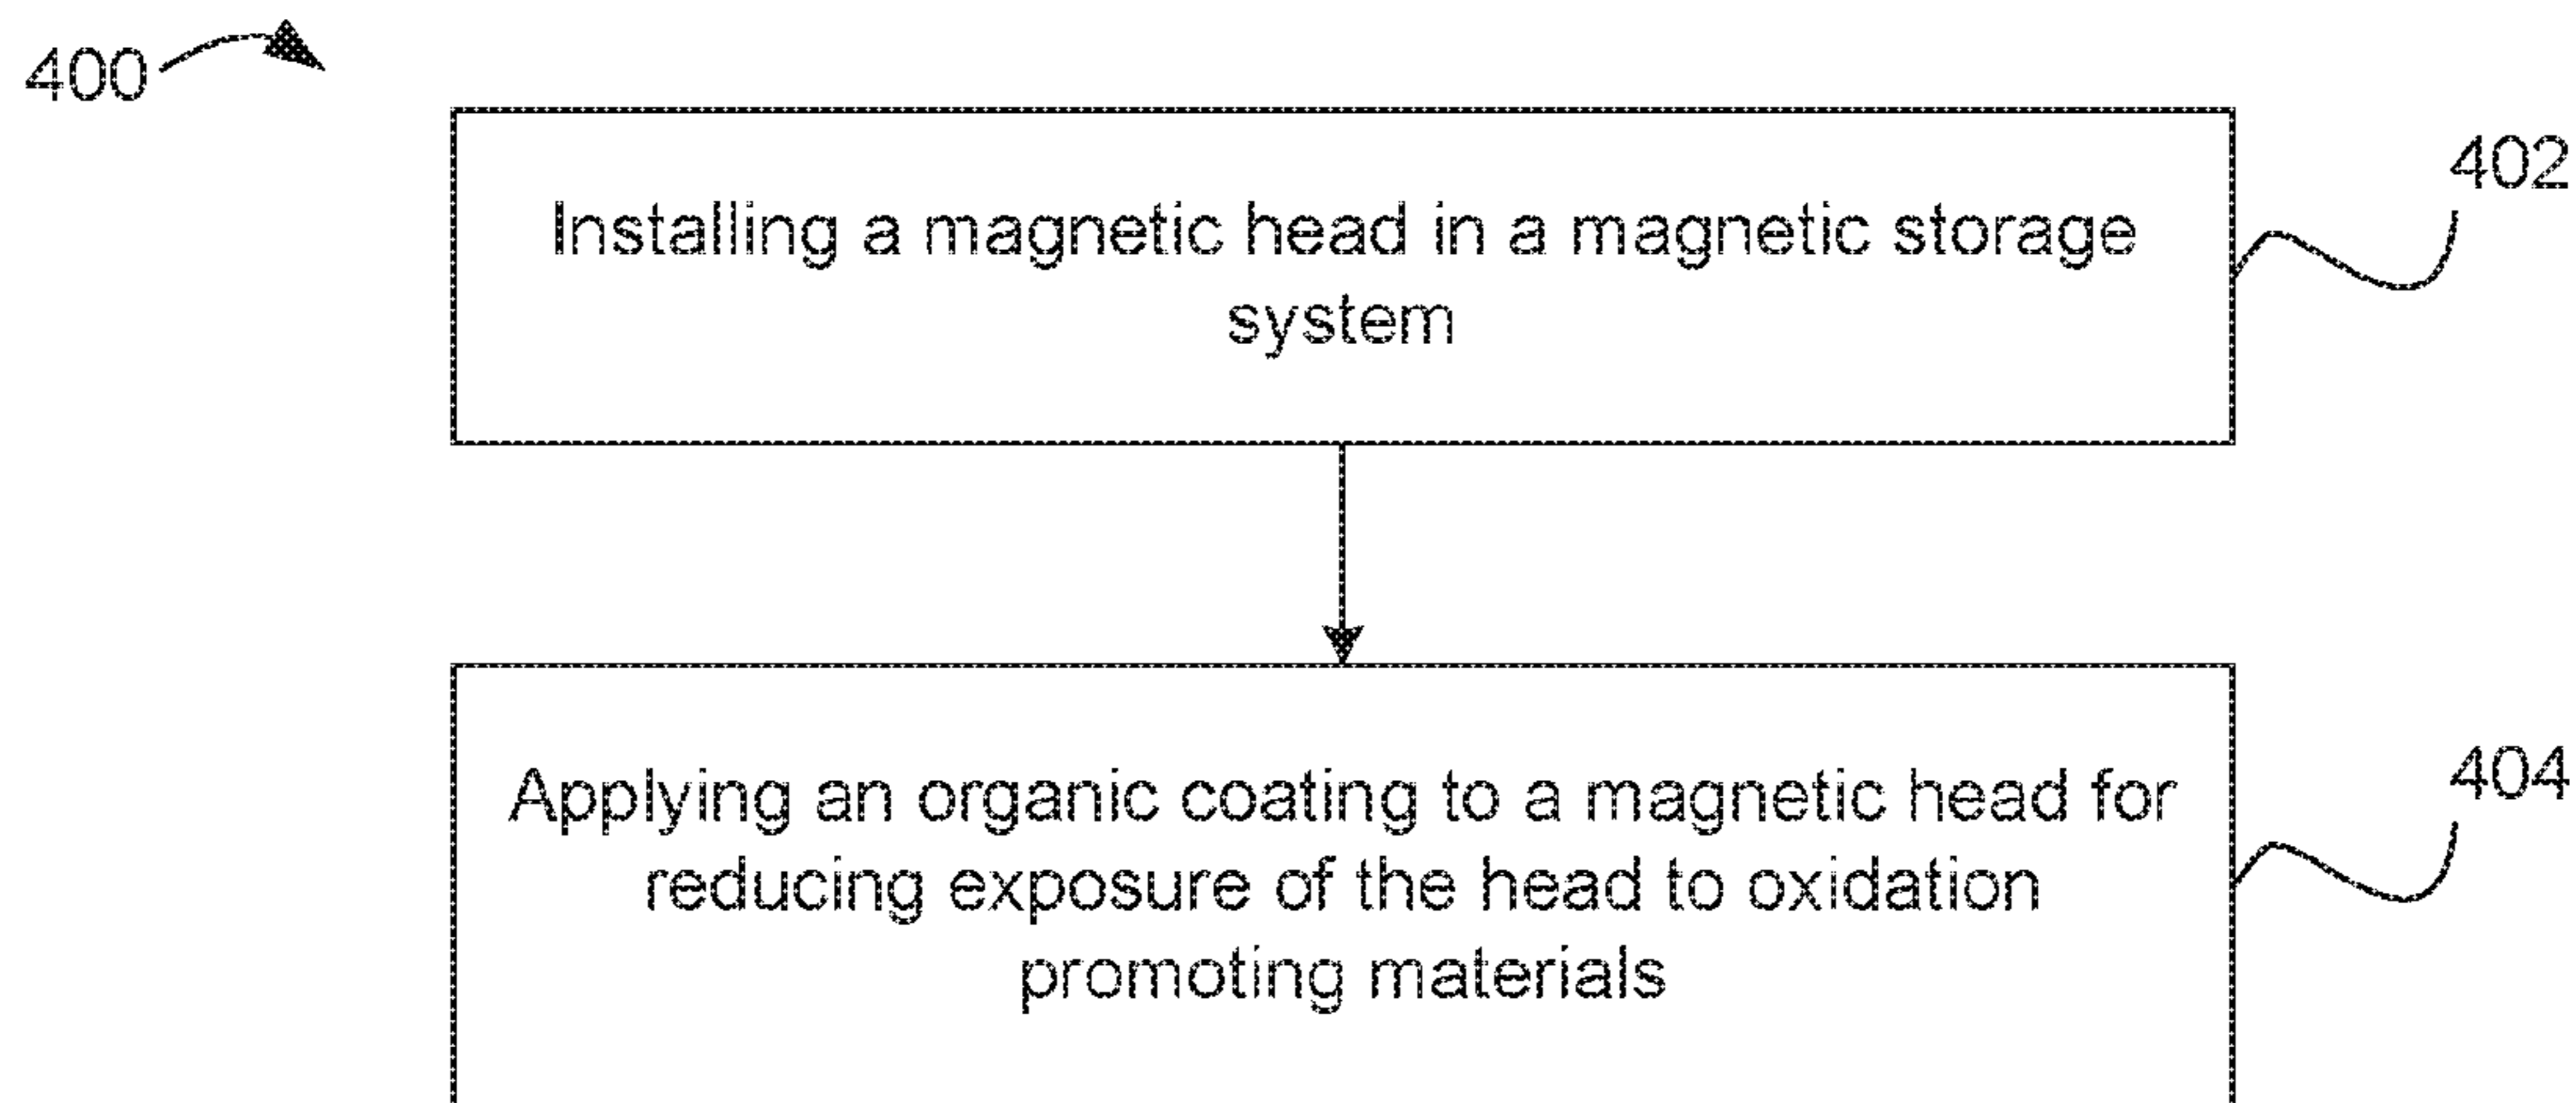 400
Installing a magnetic head in a magnetic storage
system
402
Applying an organic coating to a magnetic head for
reducing exposure of the head to oxidation
promoting materials
404